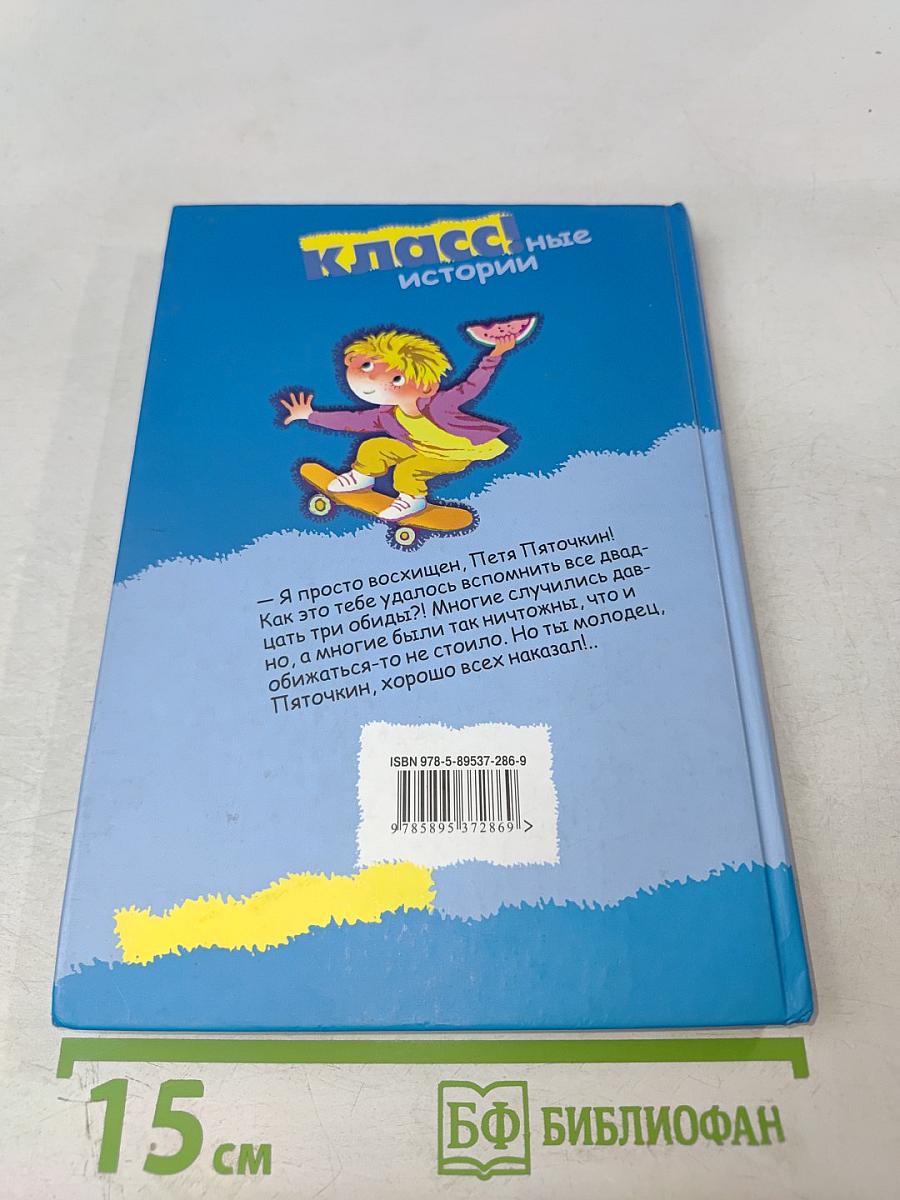 класс!ные
истории
— Я просто восхищен, Петя Пяточкин!
Как это тебе удалось вспомнить все двад-
цать три обиды?! Многие случились дав-
но, а многие были так ничтожны, что и
обижаться-то не стоило. Но ты молодец,
Пяточкин, хорошо всех наказал!..
ISBN 978-5-89537-286-9
9 785895 372869 >
15 см
БФ БИБЛИОФАН